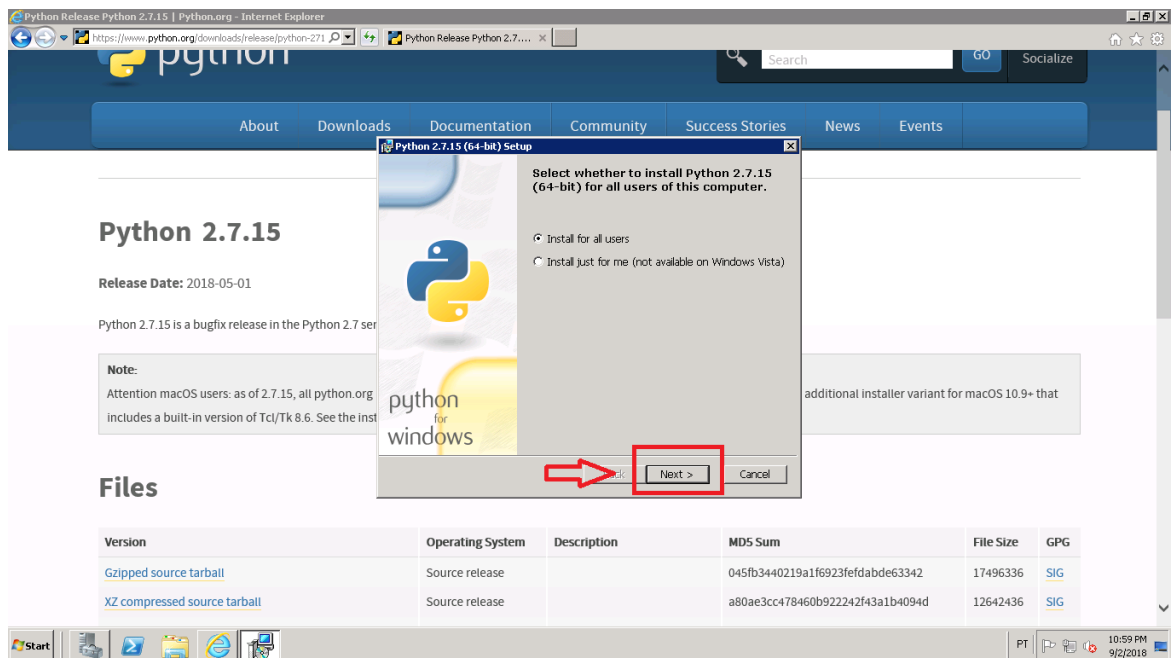 Python Release Python 2.7.15 | Python.org - Internet Explorer
https://www.python.org/downloads/release/python-271
Python Release Python 2.7....
python
Search
GO
Socialize
About Downloads Documentation Community Success Stories News Events
Python 2.7.15 (64-bit) Setup
Select whether to install Python 2.7.15
(64-bit) for all users of this computer.
Install for all users
Install just for me (not available on Windows Vista)
python
for
windows
Next >
Cancel
Python 2.7.15
Release Date: 2018-05-01
Python 2.7.15 is a bugfix release in the Python 2.7 ser
Note:
Attention macOS users: as of 2.7.15, all python.org additional installer variant for macOS 10.9+ that
includes a built-in version of Tcl/Tk 8.6. See the inst
Files
Version Operating System Description MD5 Sum File Size GPG
Gzipped source tarball Source release 045fb3440219a1f6923fefdabde63342 17496336 SIG
XZ compressed source tarball Source release a80ae3cc478460b922242f43a1b4094d 12642436 SIG
Start
PT
10:59 PM
9/2/2018